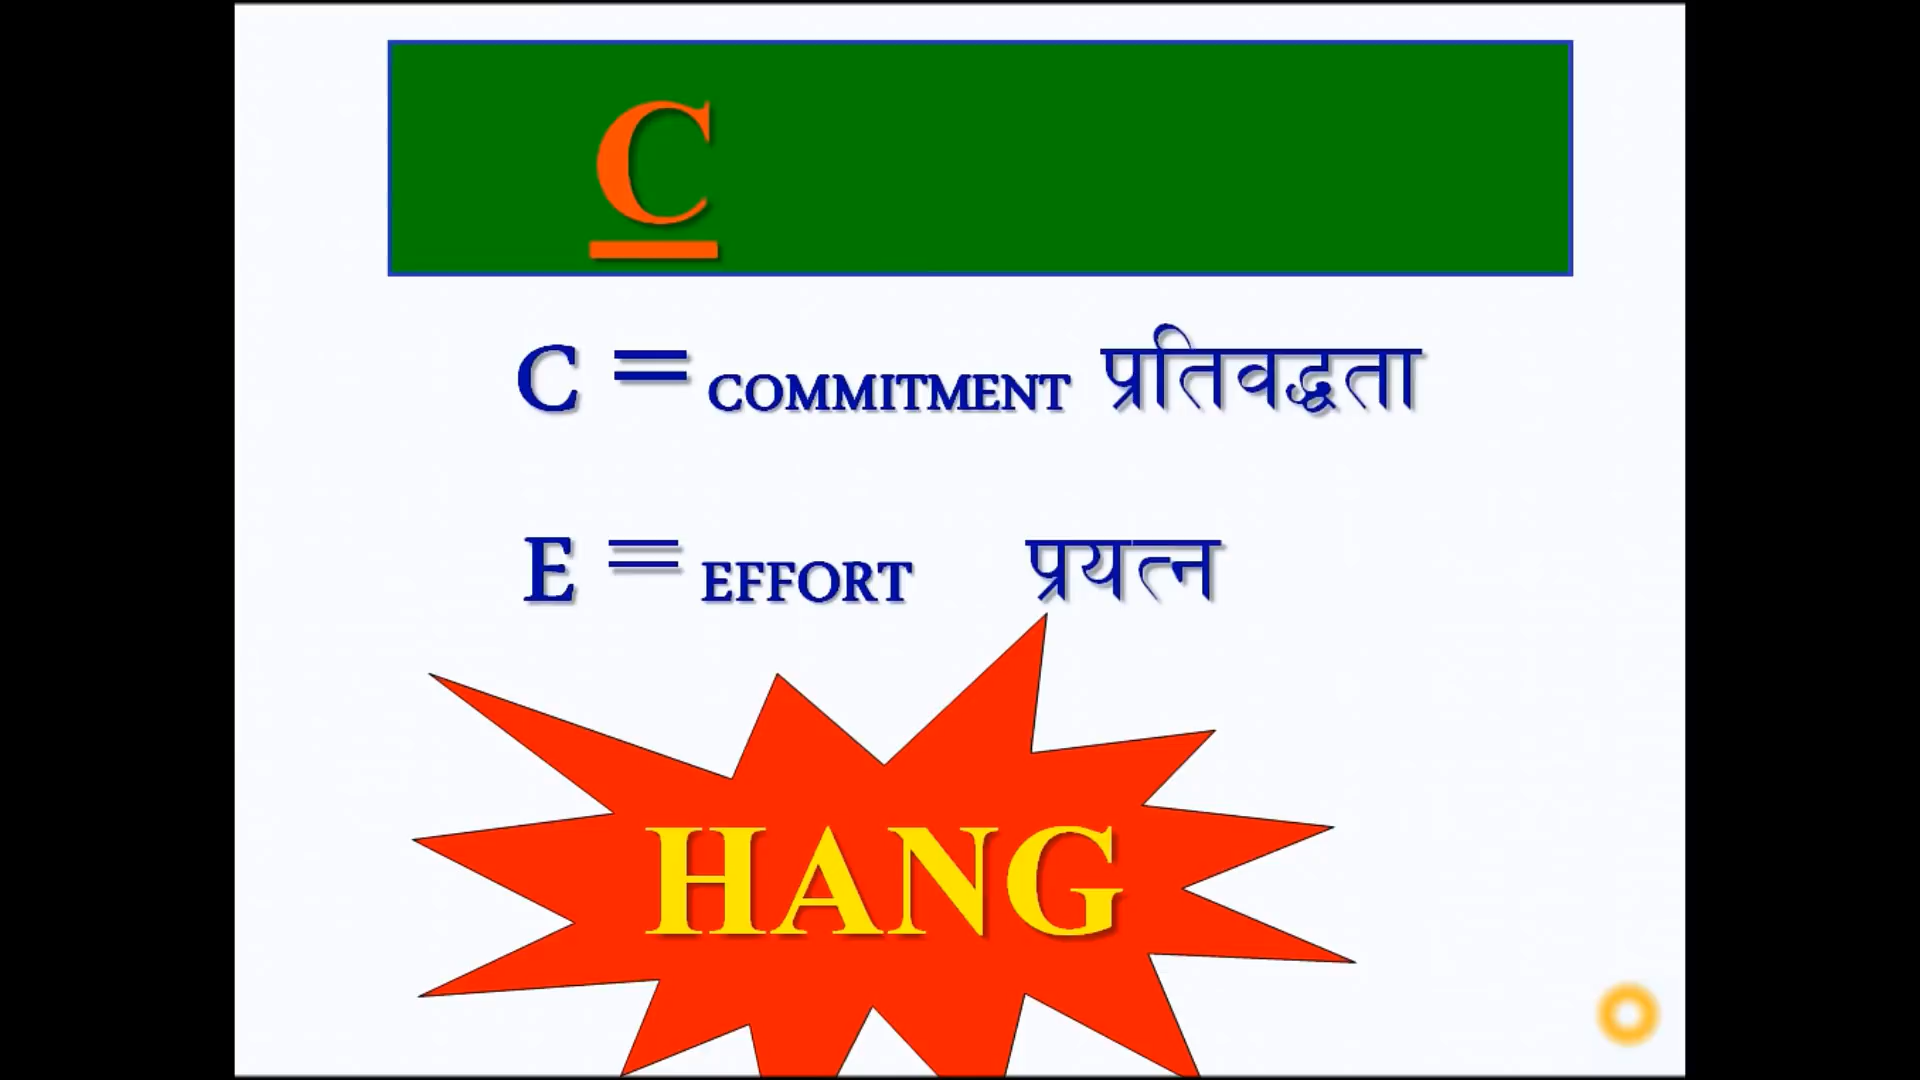 C
C = COMMITMENT प्रतिवद्धता
E = EFFORT प्रयत्न
HANG